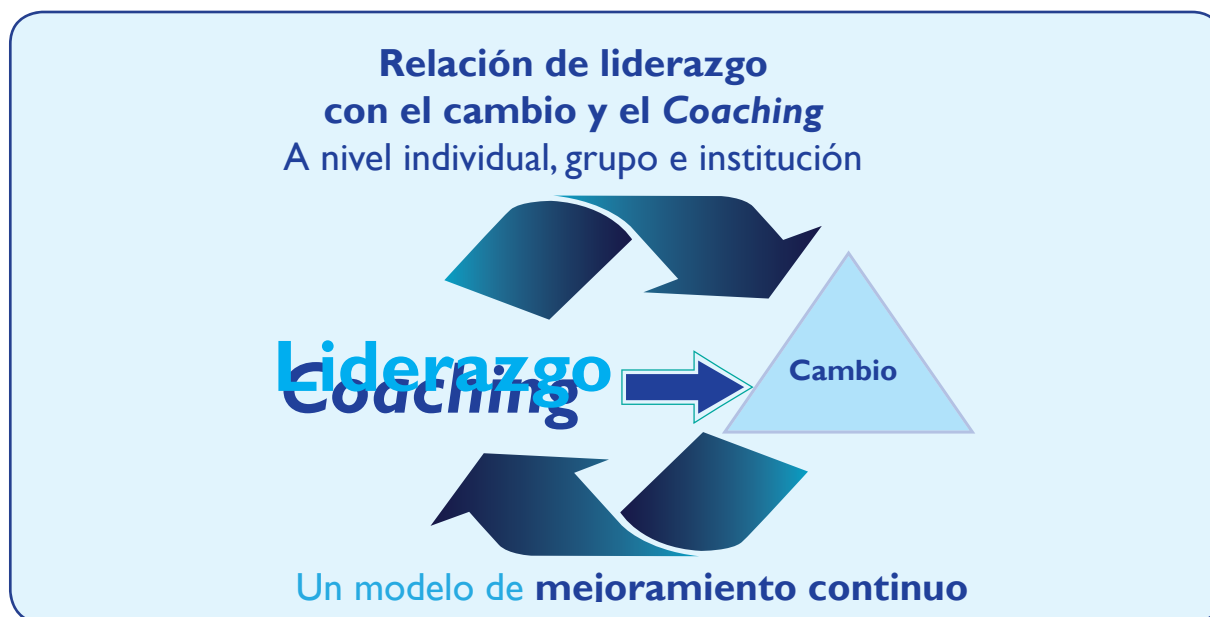 Relación de liderazgo
con el cambio y el Coaching
A nivel individual, grupo e institución
Liderazgo
Coaching
Cambio
Un modelo de mejoramiento continuo